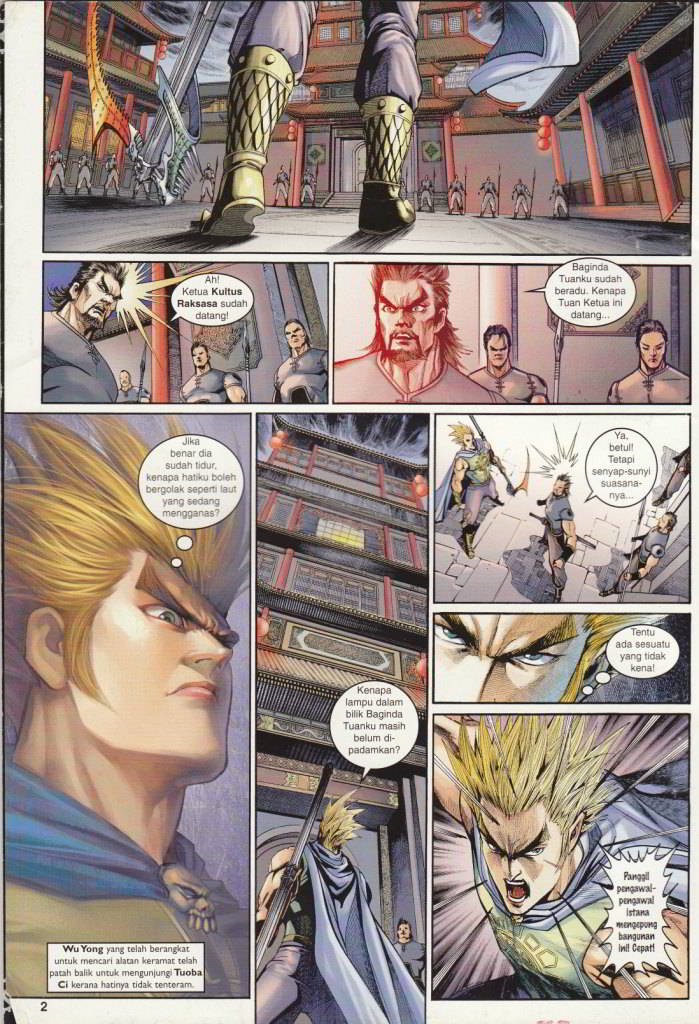 Ah!
Ketua Kultus
Raksasa sudah
datang!
Baginda
Tuanku sudah
beradu. Kenapa
Tuan Ketua ini
datang...
Jika
benar dia
sudah tidur,
kenapa hatiku boleh
bergolak seperti laut
yang sedang
mengganas?
Wu Yong yang telah berangkat
untuk mencari alatan keramat telah
patah balik untuk mengunjungi Tuoba
Ci kerana hatinya tidak tenteram.
Kenapa
lampu dalam
bilik Baginda
Tuanku masih
belum di-
padamkan?
Ya,
betul!
Tetapi
senyap-sunyi
suasana-
nya...
Tentu
ada sesuatu
yang tidak
kena!
Panggil
pengawal-
pengawal
istana
mengepung
bangunan
ini! Cepat!
2